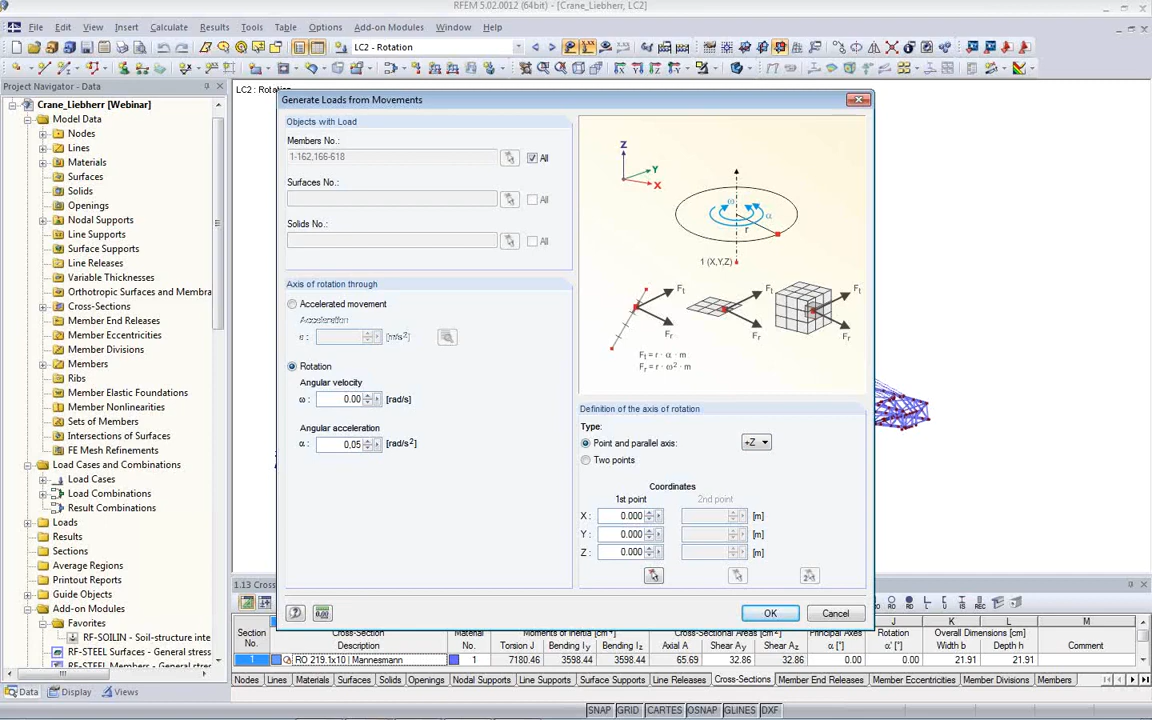 RFEM 5.02.0012 (64bit) - [Crane_Liebherr, LC2]
File Edit View Insert Calculate Results Tools Table Options Add-on Modules Window Help
LC2 - Rotation
Project Navigator - Data
Crane_Liebherr [Webinar]
Model Data
Nodes
Lines
Materials
Surfaces
Solids
Openings
Nodal Supports
Line Supports
Surface Supports
Line Releases
Variable Thicknesses
Orthotropic Surfaces and Membra
Cross-Sections
Member End Releases
Member Eccentricities
Member Divisions
Members
Ribs
Member Elastic Foundations
Member Nonlinearities
Sets of Members
Intersections of Surfaces
FE Mesh Refinements
Load Cases and Combinations
Load Cases
Load Combinations
Result Combinations
Loads
Results
Sections
Average Regions
Printout Reports
Guide Objects
Add-on Modules
Favorites
RF-SOILIN - Soil-structure inte
RF-STEEL Surfaces - General stress
RF-STEEL Members - General stres
Data Display Views
LC2 : Rotation
Generate Loads from Movements
Objects with Load
Members No.:
1-162,166-618
All
Surfaces No.:
All
Solids No.:
All
Axis of rotation through
Accelerated movement
Acceleration
a : [m/s²]
Rotation
Angular velocity
ω : 0.00 [rad/s]
Angular acceleration
α : 0,05 [rad/s²]
Z
Y
X
ω
α
r
1 (X,Y,Z)
Ft Ft Ft
Fr Fr Fr
Ft = r · α · m
Fr = r · ω² · m
Definition of the axis of rotation
Type:
Point and parallel axis: +Z
Two points
Coordinates
1st point 2nd point
X : 0.000 [m]
Y : 0.000 [m]
Z : 0.000 [m]
OK Cancel
1.13 Cross
Section No. Cross-Section Description Material No. Moments of Inertia [cm⁴] Torsion J Bending Iy Bending Iz Cross-Sectional Areas [cm²] Axial A Shear Ay Shear Az Principal Axes α [°] J Rotation α' [°] K L Overall Dimensions [cm] Width b Depth h M Comment
1 RO 219.1x10 | Mannesmann 1 7180.46 3598.44 3598.44 65.69 32.86 32.86 0.00 0.00 21.91 21.91
Nodes Lines Materials Surfaces Solids Openings Nodal Supports Line Supports Surface Supports Line Releases Cross-Sections Member End Releases Member Eccentricities Member Divisions Members
SNAP GRID CARTES OSNAP GLINES DXF